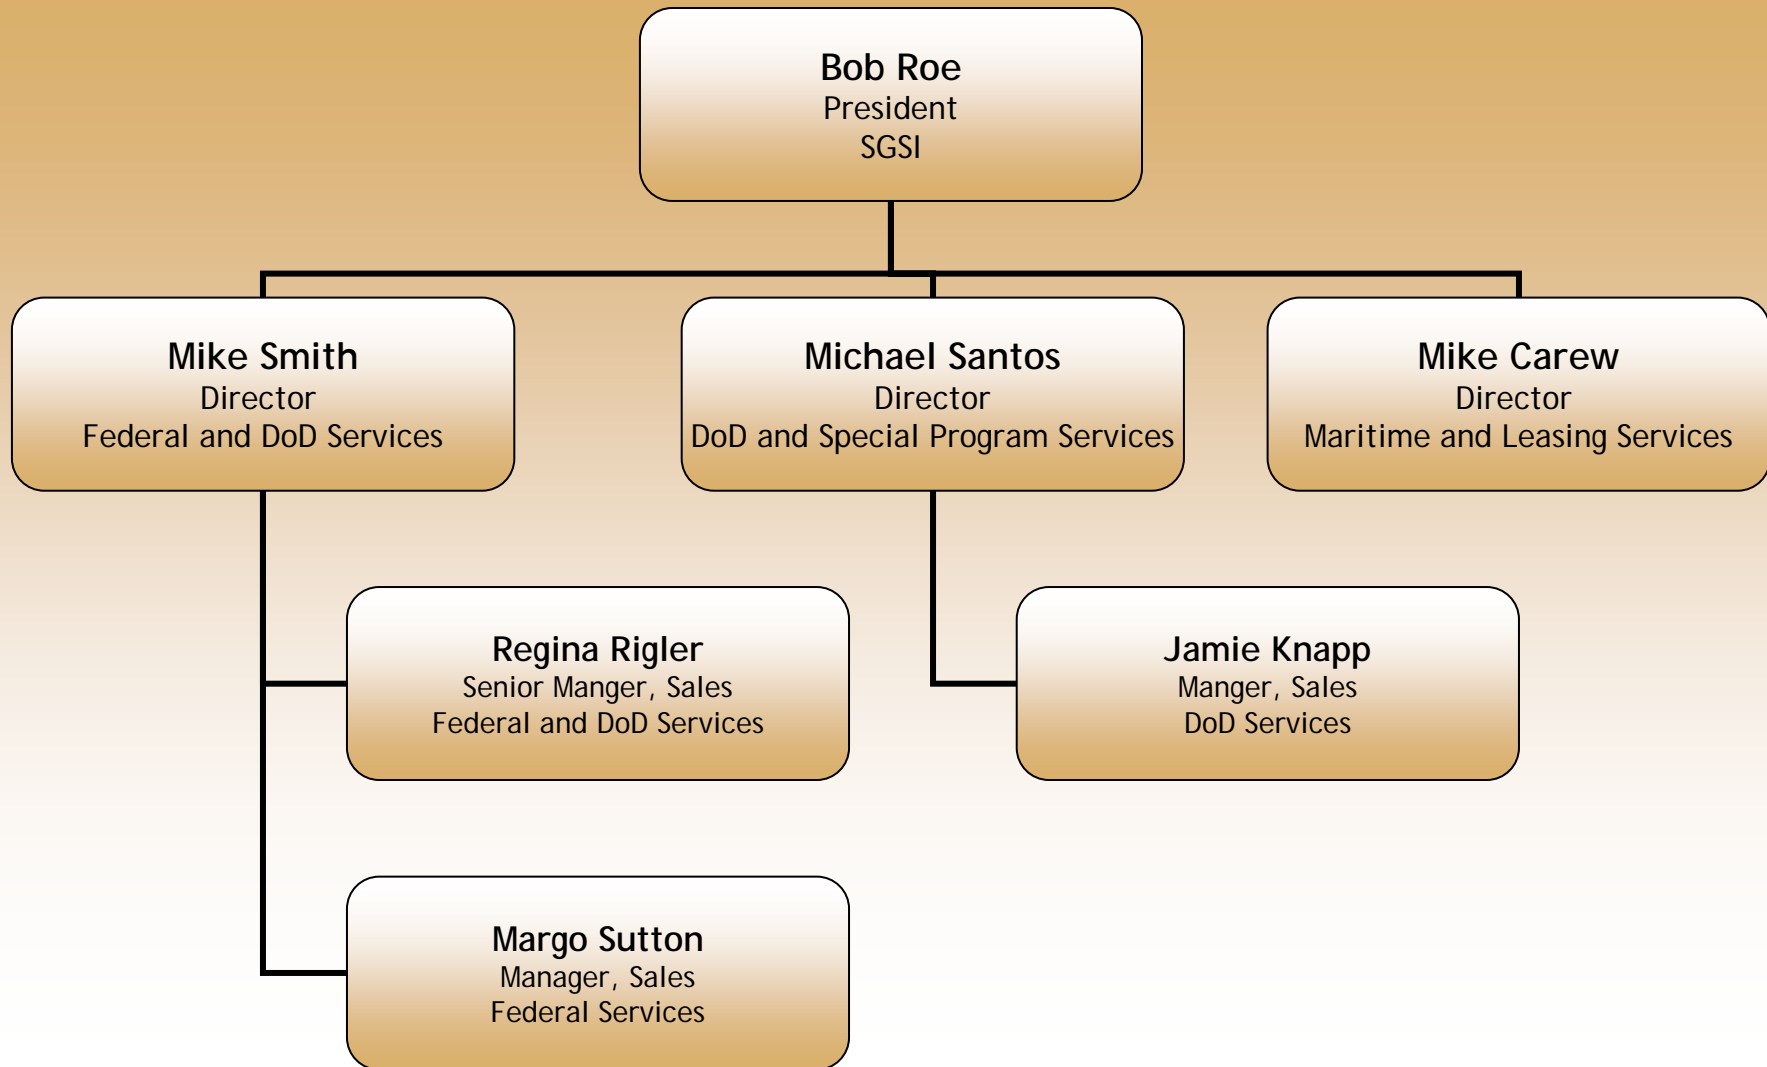 Bob Roe
President
SGSI
Mike Smith
Director
Federal and DoD Services
Michael Santos
Director
DoD and Special Program Services
Mike Carew
Director
Maritime and Leasing Services
Regina Rigler
Senior Manger, Sales
Federal and DoD Services
Jamie Knapp
Manger, Sales
DoD Services
Margo Sutton
Manager, Sales
Federal Services